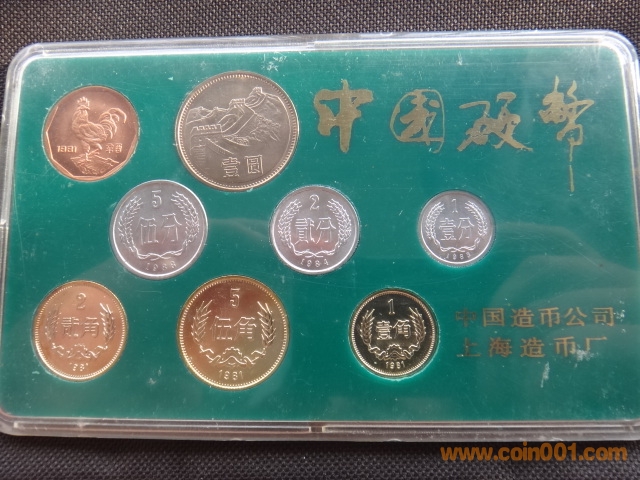 中国硬幣
1981
壹圆
5
伍分
2
贰分
1984
1
壹分
2
贰角
1981
5
伍角
1981
1
壹角
1981
中国造币公司
上海造币厂
www.coin001.com